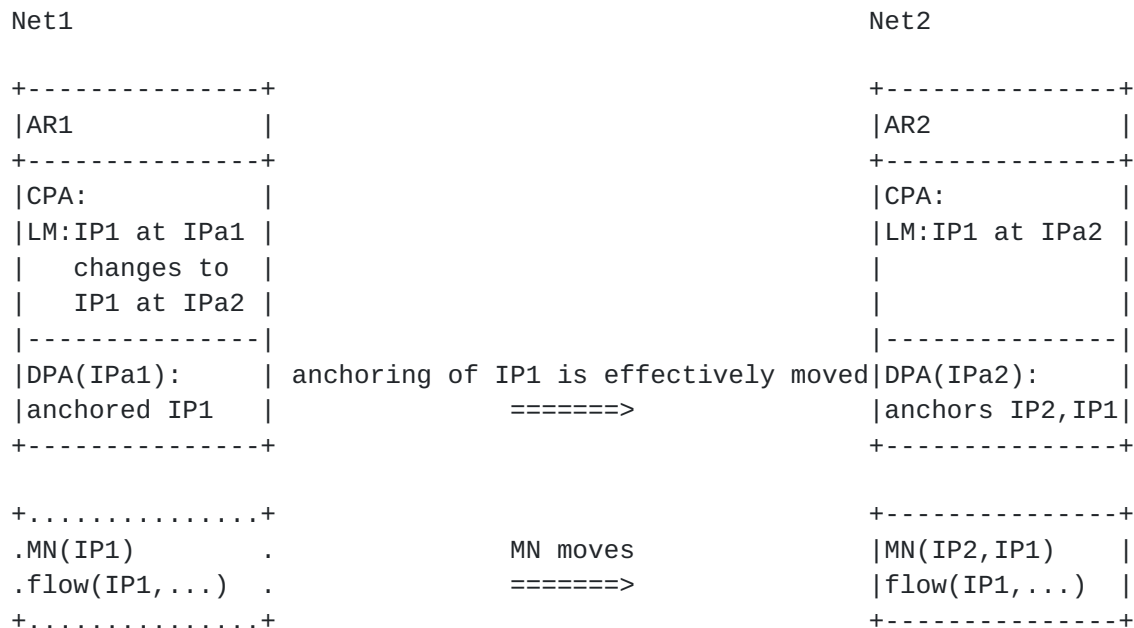 Net1                                                    Net2

+---------------+                                       +---------------+
|AR1            |                                       |AR2            |
+---------------+                                       +---------------+
|CPA:           |                                       |CPA:           |
|LM:IP1 at IPa1 |                                       |LM:IP1 at IPa2 |
|   changes to  |                                       |               |
|   IP1 at IPa2 |                                       |               |
|---------------|                                       |---------------|
|DPA(IPa1):     | anchoring of IP1 is effectively moved|DPA(IPa2):     |
|anchored IP1   |               =======>                |anchors IP2,IP1|
+---------------+                                       +---------------+

+...............+                                       +---------------+
.MN(IP1)        .               MN moves                |MN(IP2,IP1)    |
.flow(IP1,...)  .               =======>                |flow(IP1,...)  |
+...............+                                       +---------------+